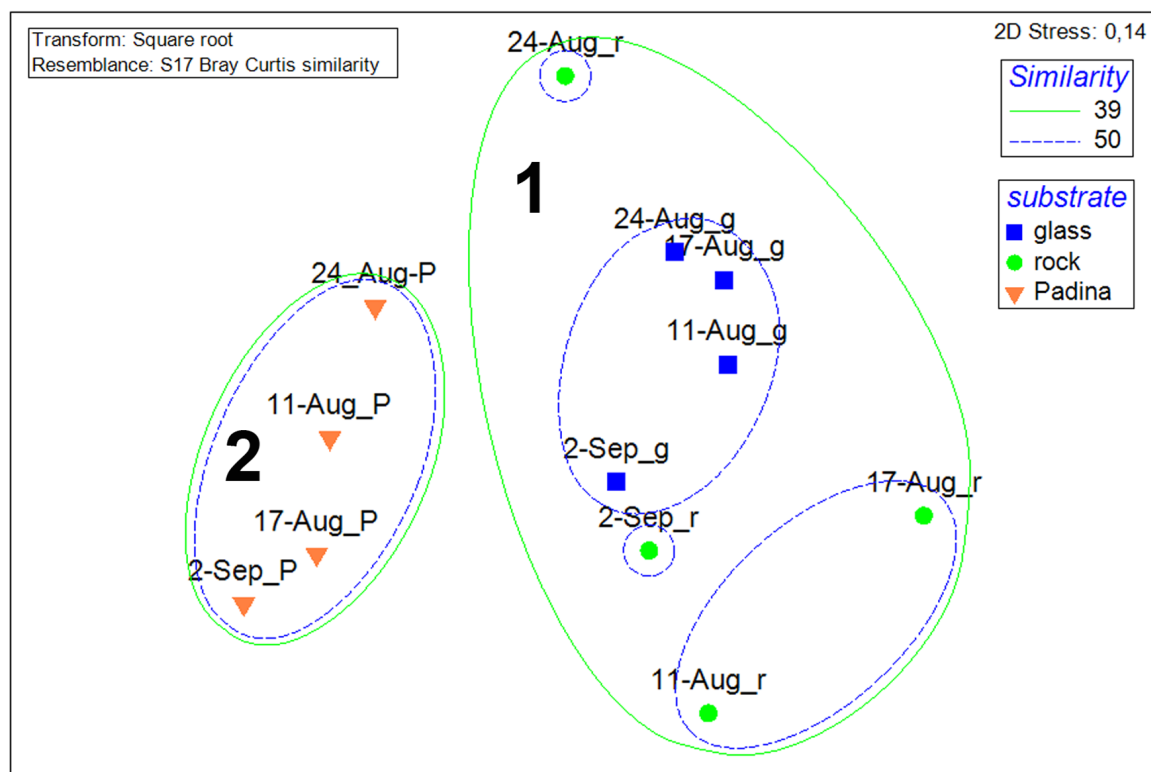 Transform: Square root
Resemblance: S17 Bray Curtis similarity
2D Stress: 0,14
Similarity
39
50
substrate
glass
rock
Padina
24-Aug_r
1
24-Aug_g
17-Aug_g
24_Aug-P
11-Aug_g
11-Aug_P
2
2-Sep_g
17-Aug_r
17-Aug_P
2-Sep_r
2-Sep_P
11-Aug_r